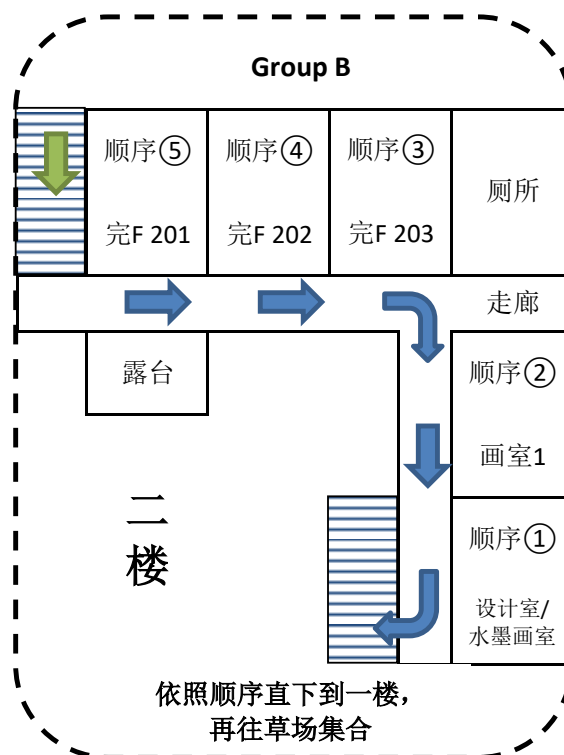 Group B
顺序⑤
顺序④
顺序③
厕所
完F 201
完F 202
完F 203
走廊
露台
顺序②
画室1
二
楼
顺序①
设计室/
水墨画室
依照顺序直下到一楼，
再往草场集合